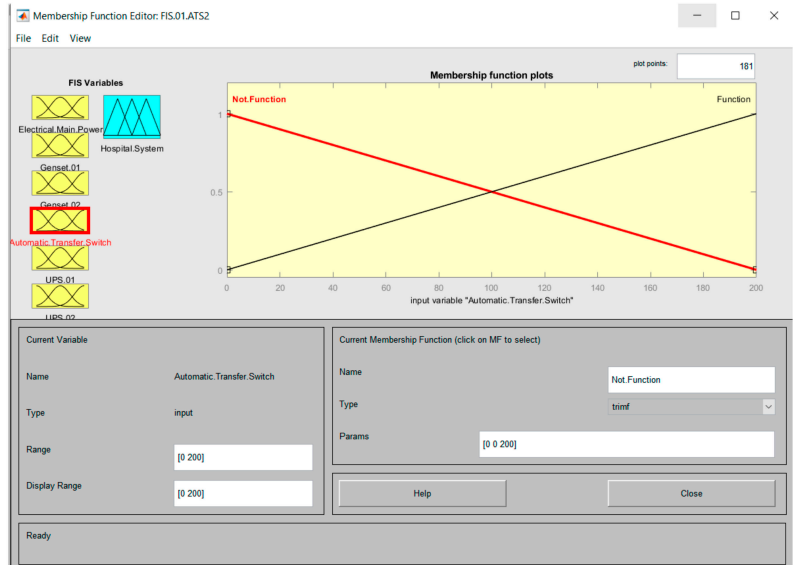 Membership Function Editor: FIS.01.ATS2
File Edit View
plot points: 181
FIS Variables
Membership function plots
Electrical.Main.Power
Hospital.System
Genset.01
Genset.02
Automatic.Transfer.Switch
UPS.01
UPS.02
Not.Function
Function
1
0.5
0
0 20 40 60 80 100 120 140 160 180 200
input variable "Automatic.Transfer.Switch"
Current Variable
Name Automatic.Transfer.Switch
Type input
Range [0 200]
Display Range [0 200]
Current Membership Function (click on MF to select)
Name Not.Function
Type trimf
Params [0 0 200]
Help Close
Ready